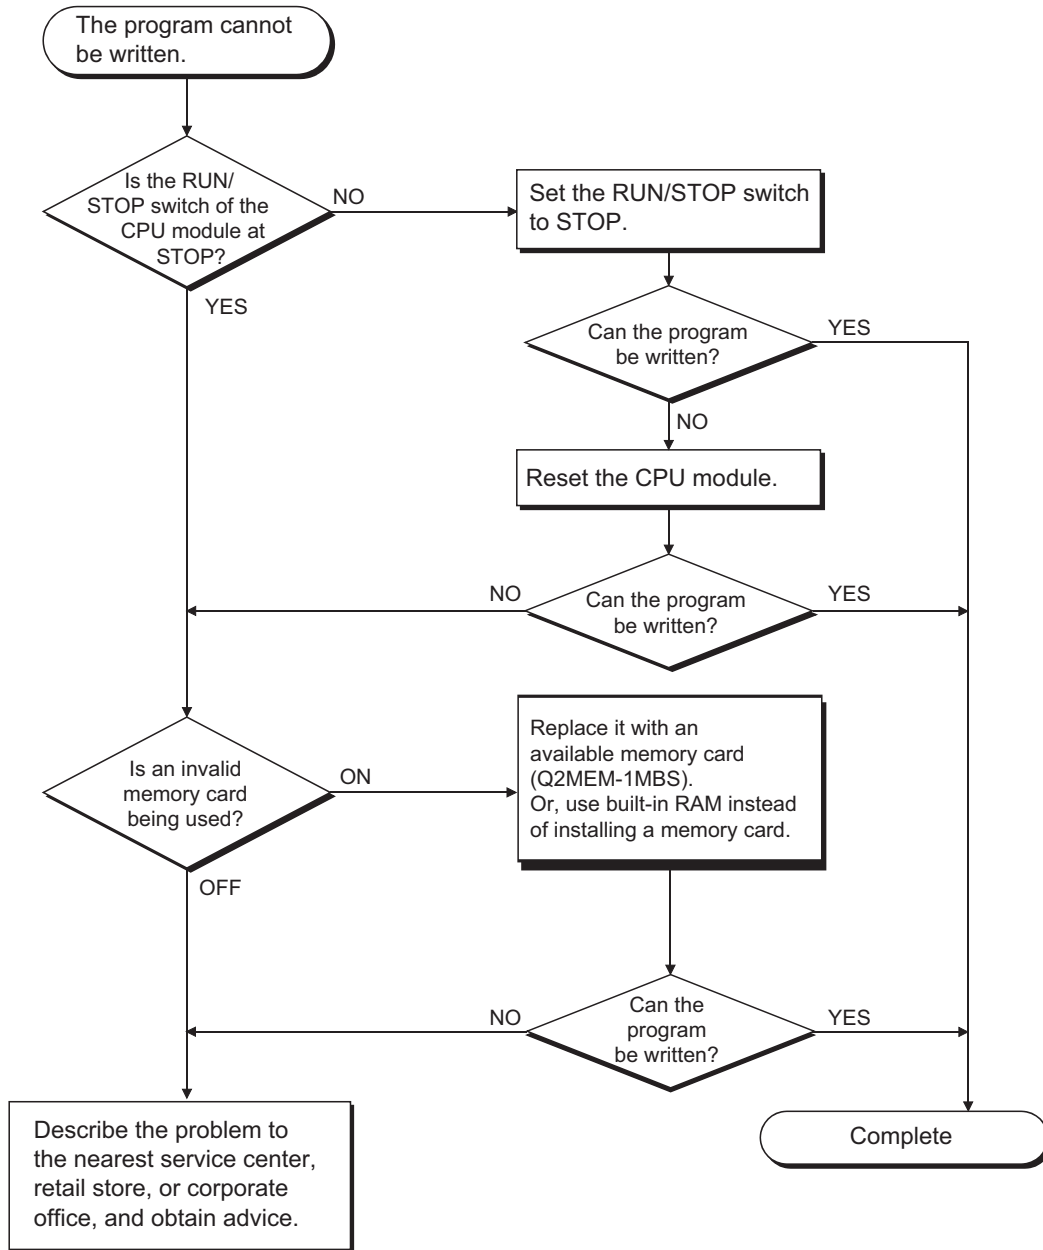 The program cannot
be written.
Is the RUN/
STOP switch of the
CPU module at
STOP?
NO
YES
Set the RUN/STOP switch
to STOP.
Can the program
be written?
YES
NO
Reset the CPU module.
Can the program
be written?
NO
YES
Is an invalid
memory card
being used?
ON
OFF
Replace it with an
available memory card
(Q2MEM-1MBS).
Or, use built-in RAM instead
of installing a memory card.
Can the
program
be written?
NO
YES
Describe the problem to
the nearest service center,
retail store, or corporate
office, and obtain advice.
Complete